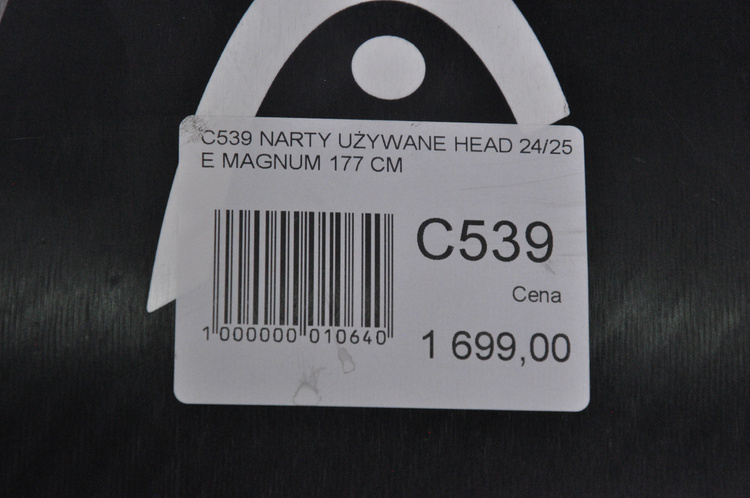 C539 NARTY UŻYWANE HEAD 24/25
E MAGNUM 177 CM
C539
Cena
1 699,00
1 000000 010640